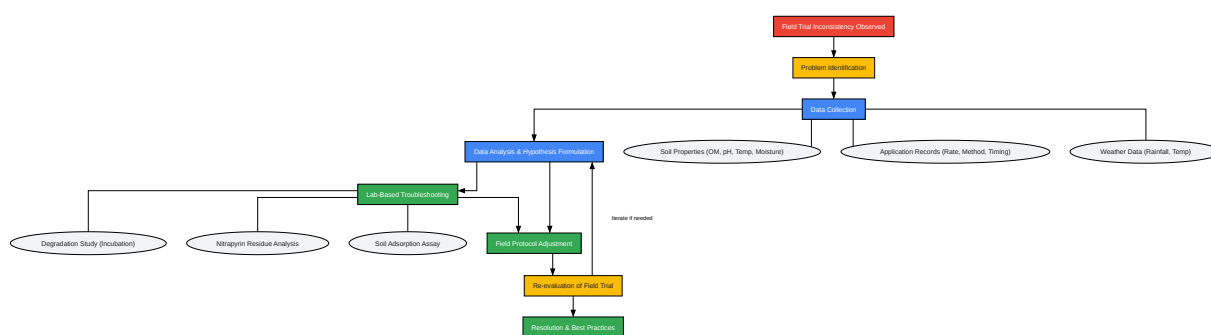 Field Trial Inconsistency Observed
Problem Identification
Data Collection
Data Analysis & Hypothesis Formulation
Soil Properties (OM, pH, Temp, Moisture)
Application Records (Rate, Method, Timing)
Weather Data (Rainfall, Temp)
Lab-Based Troubleshooting
Iterate if needed
Degradation Study (Incubation)
Nitrapyrin Residue Analysis
Soil Adsorption Assay
Field Protocol Adjustment
Re-evaluation of Field Trial
Resolution & Best Practices